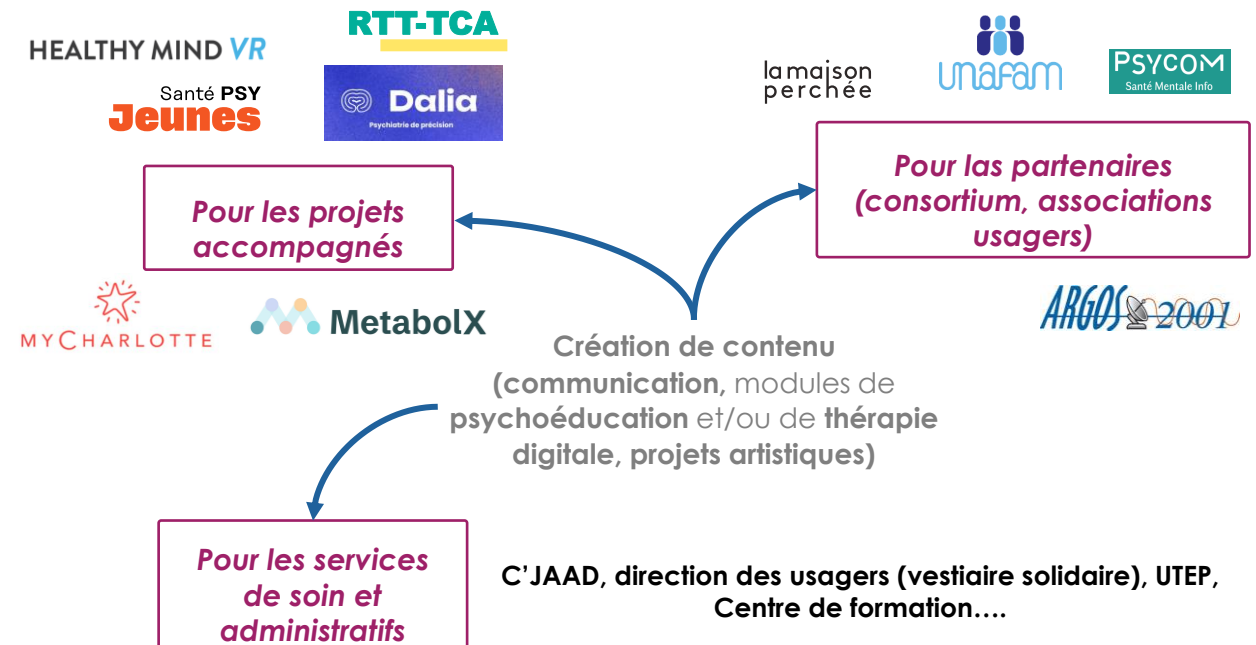 HEALTHY MIND VR
RTT-TCA
Santé PSY
Jeunes
Dalia
Psychiatrie de précision
la maison
perchée
unafam
PSYCOM
Santé Mentale Info
Pour les projets
accompagnés
Pour las partenaires
(consortium, associations
usagers)
MYCHARLOTTE
MetabolX
ARGOS 2001
Création de contenu
(communication, modules de
psychoéducation et/ou de thérapie
digitale, projets artistiques)
Pour les services
de soin et
administratifs
C’JAAD, direction des usagers (vestiaire solidaire), UTEP,
Centre de formation….